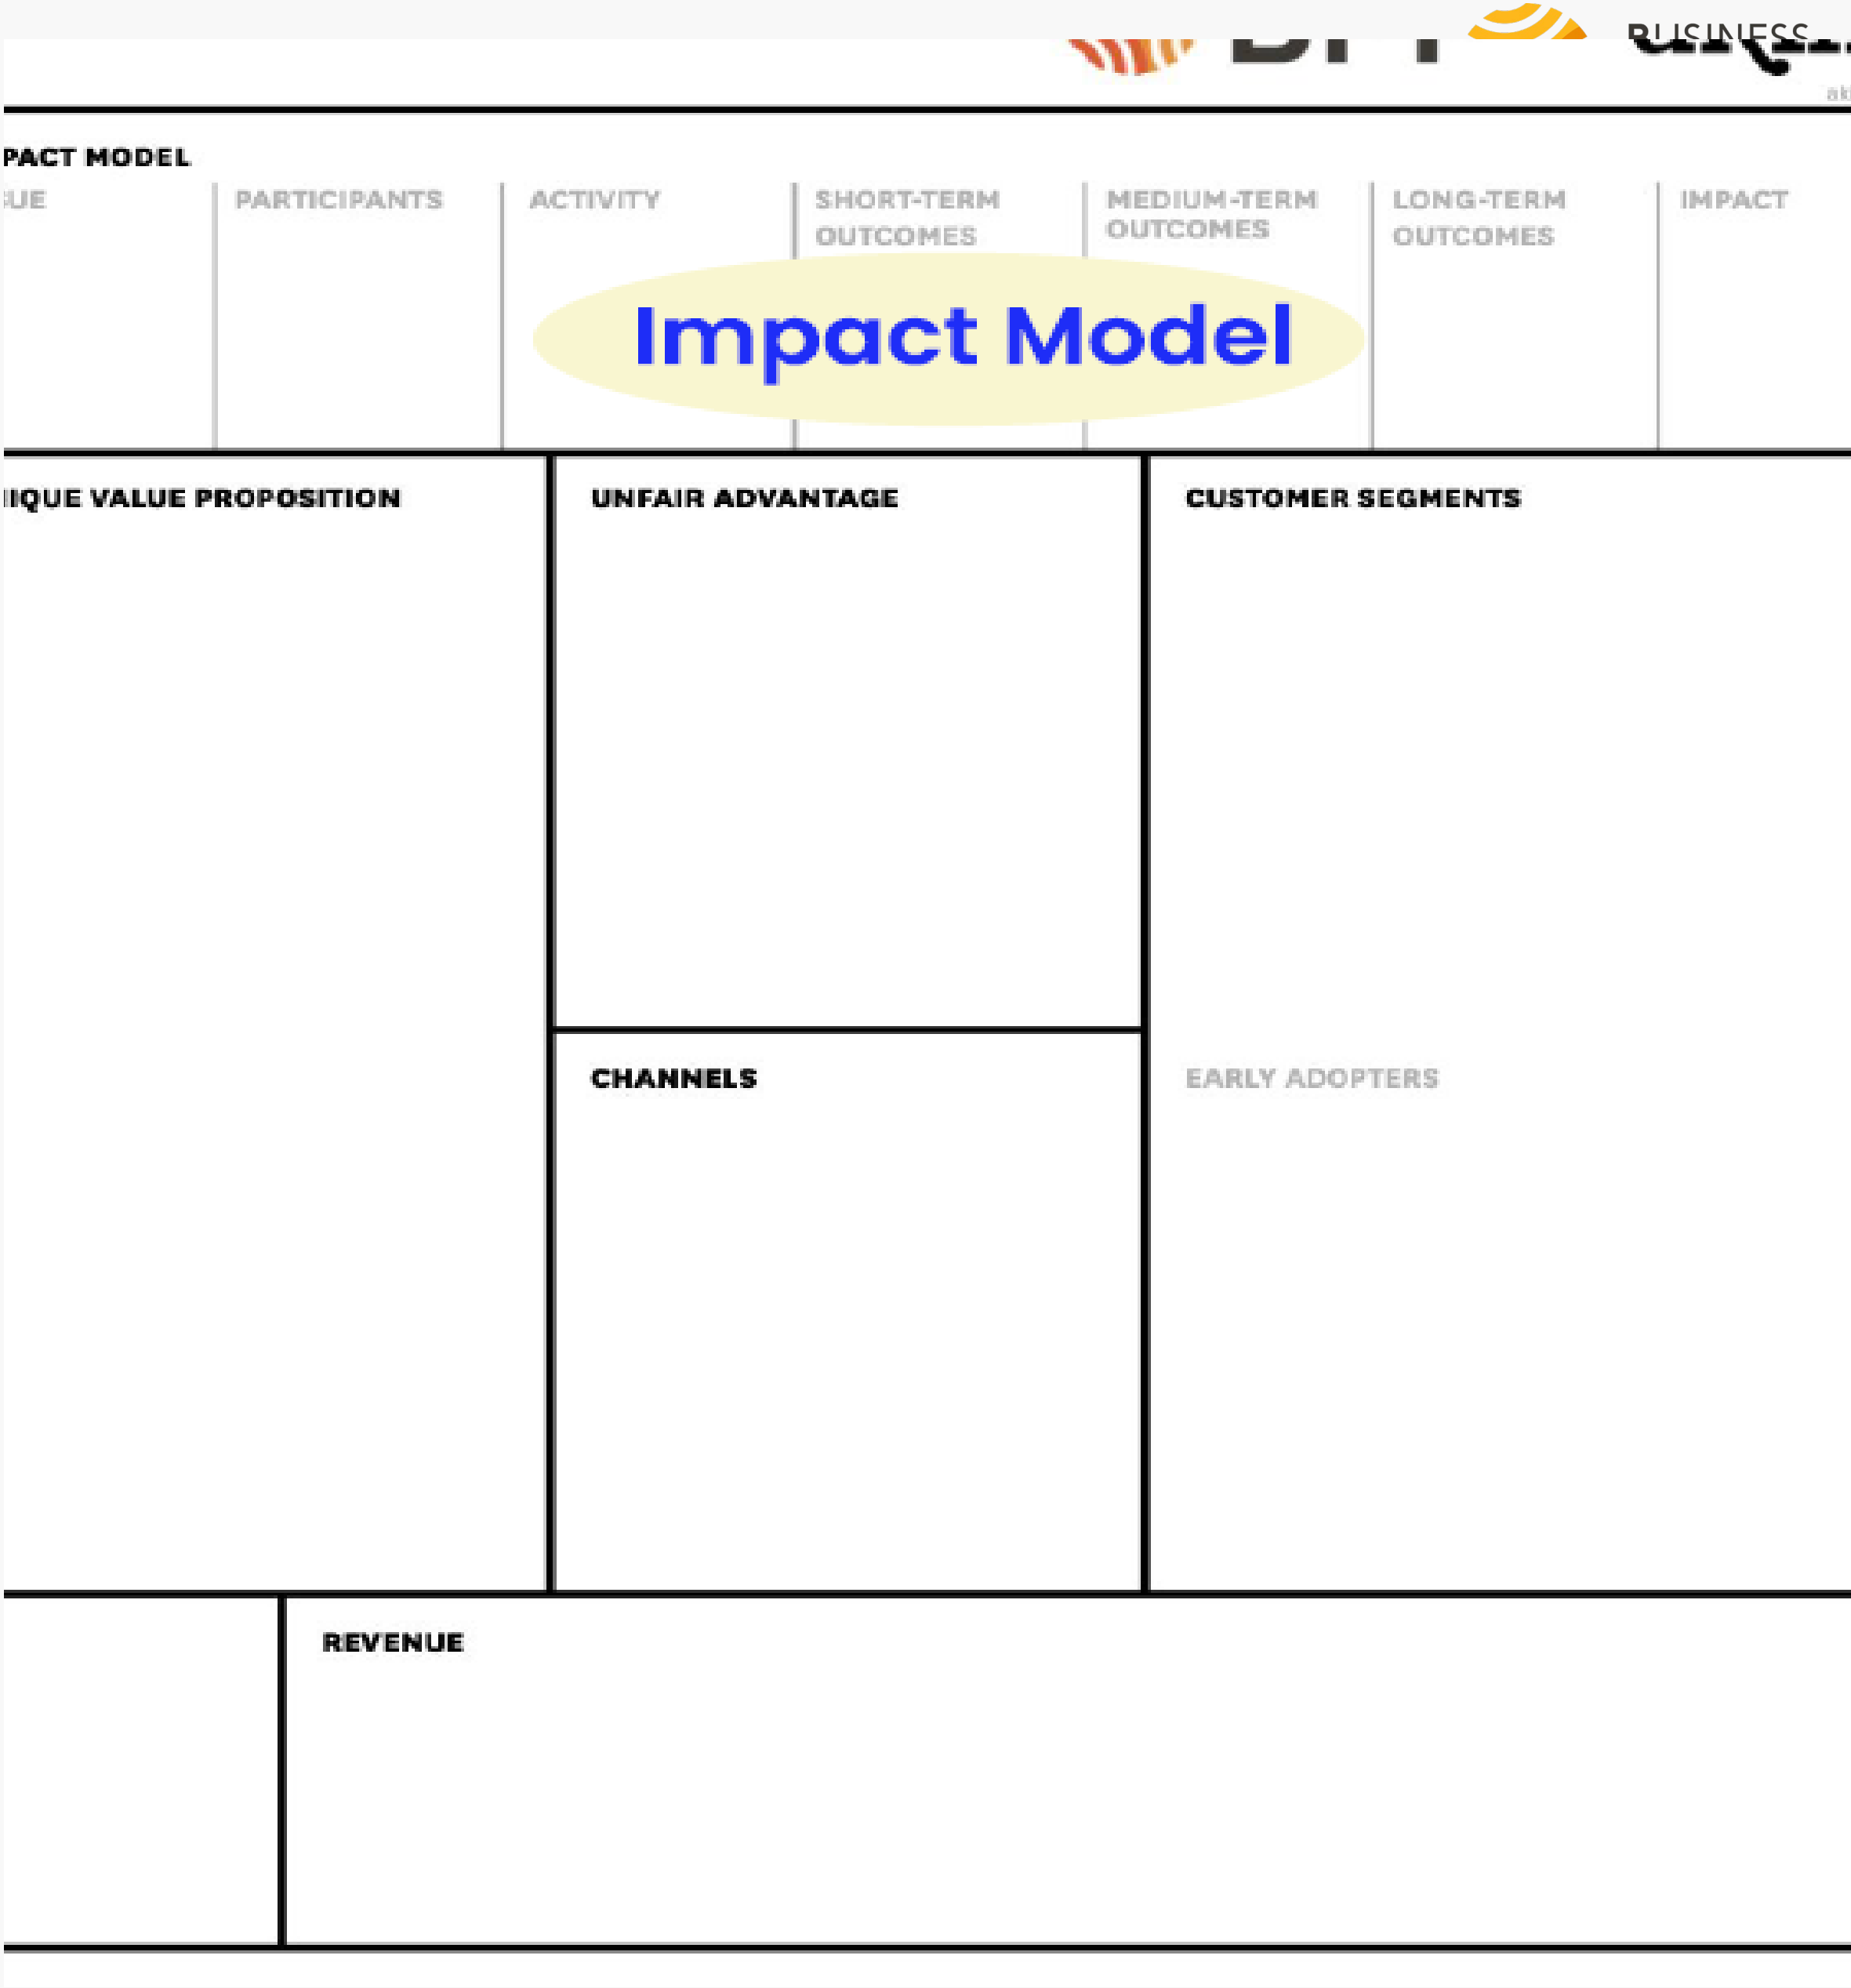 BUSINESS
PACT MODEL
UE
PARTICIPANTS
ACTIVITY
SHORT-TERM
OUTCOMES
MEDIUM-TERM
OUTCOMES
LONG-TERM
OUTCOMES
IMPACT
Impact Model
IQUE VALUE PROPOSITION
UNFAIR ADVANTAGE
CUSTOMER SEGMENTS
CHANNELS
EARLY ADOPTERS
REVENUE